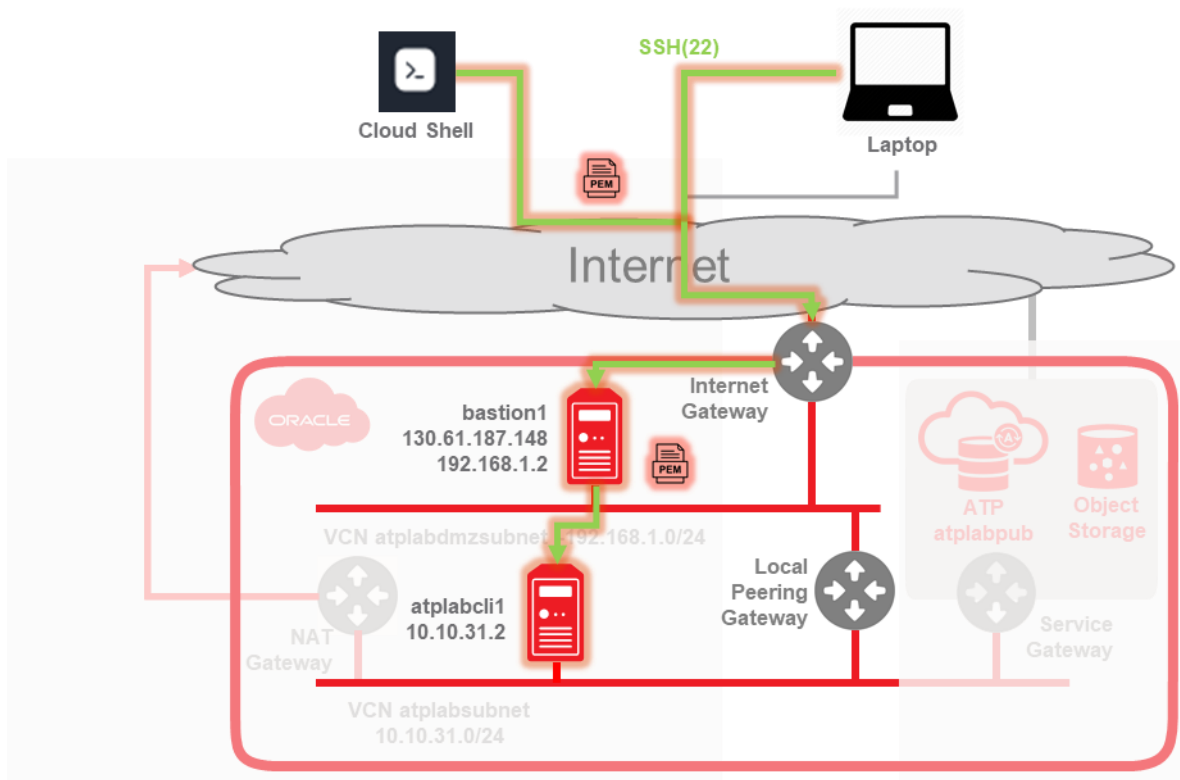 SSH(22)
Cloud Shell
Laptop
PEM
Internet
Internet
Gateway
ORACLE
bastion1
130.61.187.148
192.168.1.2
PEM
ATP
atplabpub
Object
Storage
VCN atplabdmzsubnet 192.168.1.0/24
Local
Peering
Gateway
atplabcli1
10.10.31.2
NAT
Gateway
Service
Gateway
VCN atplabsubnet
10.10.31.0/24